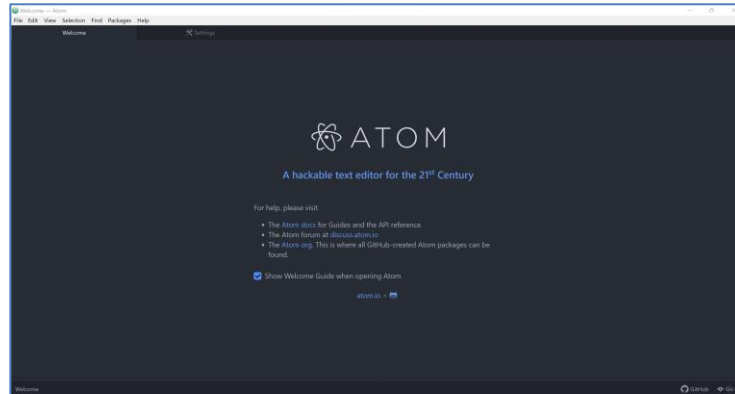 Welcome — Atom
File Edit View Selection Find Packages Help
Welcome Settings
ATOM
A hackable text editor for the 21st Century
For help, please visit
• The Atom docs for Guides and the API reference.
• The Atom forum at discuss.atom.io
• The Atom org. This is where all GitHub-created Atom packages can be
found.
Show Welcome Guide when opening Atom
atom.io ×
Welcome GitHub Git